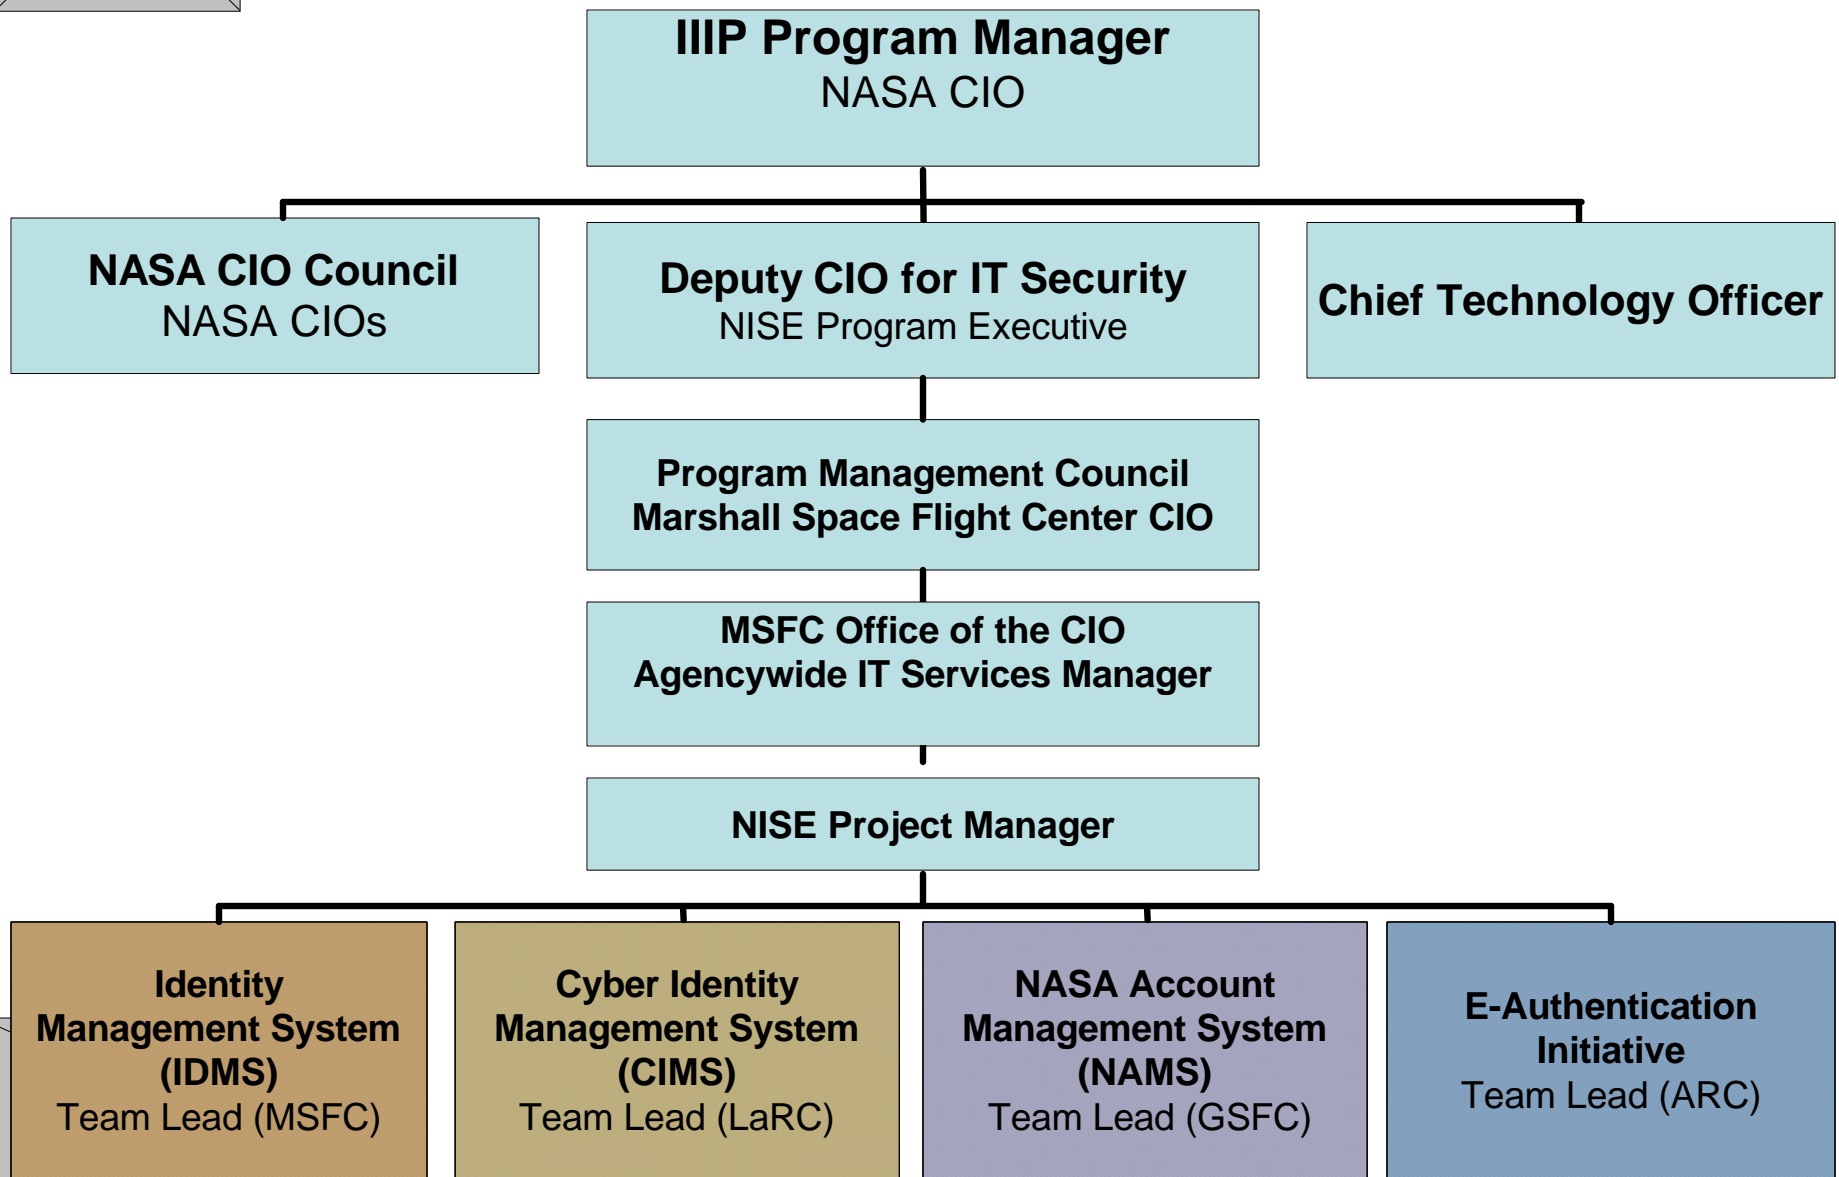 IIIP Program Manager
NASA CIO
NASA CIO Council
NASA CIOs
Deputy CIO for IT Security
NISE Program Executive
Chief Technology Officer
Program Management Council
Marshall Space Flight Center CIO
MSFC Office of the CIO
Agencywide IT Services Manager
NISE Project Manager
Identity
Management System
(IDMS)
Team Lead (MSFC)
Cyber Identity
Management System
(CIMS)
Team Lead (LaRC)
NASA Account
Management System
(NAMS)
Team Lead (GSFC)
E-Authentication
Initiative
Team Lead (ARC)